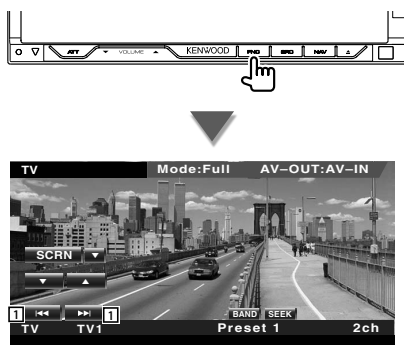 ATT VOLUME KENWOOD FNC SRC NAV
TV Mode:Full AV-OUT:AV-IN
SCRN
1 1
BAND SEEK
TV TV1 Preset 1 2ch